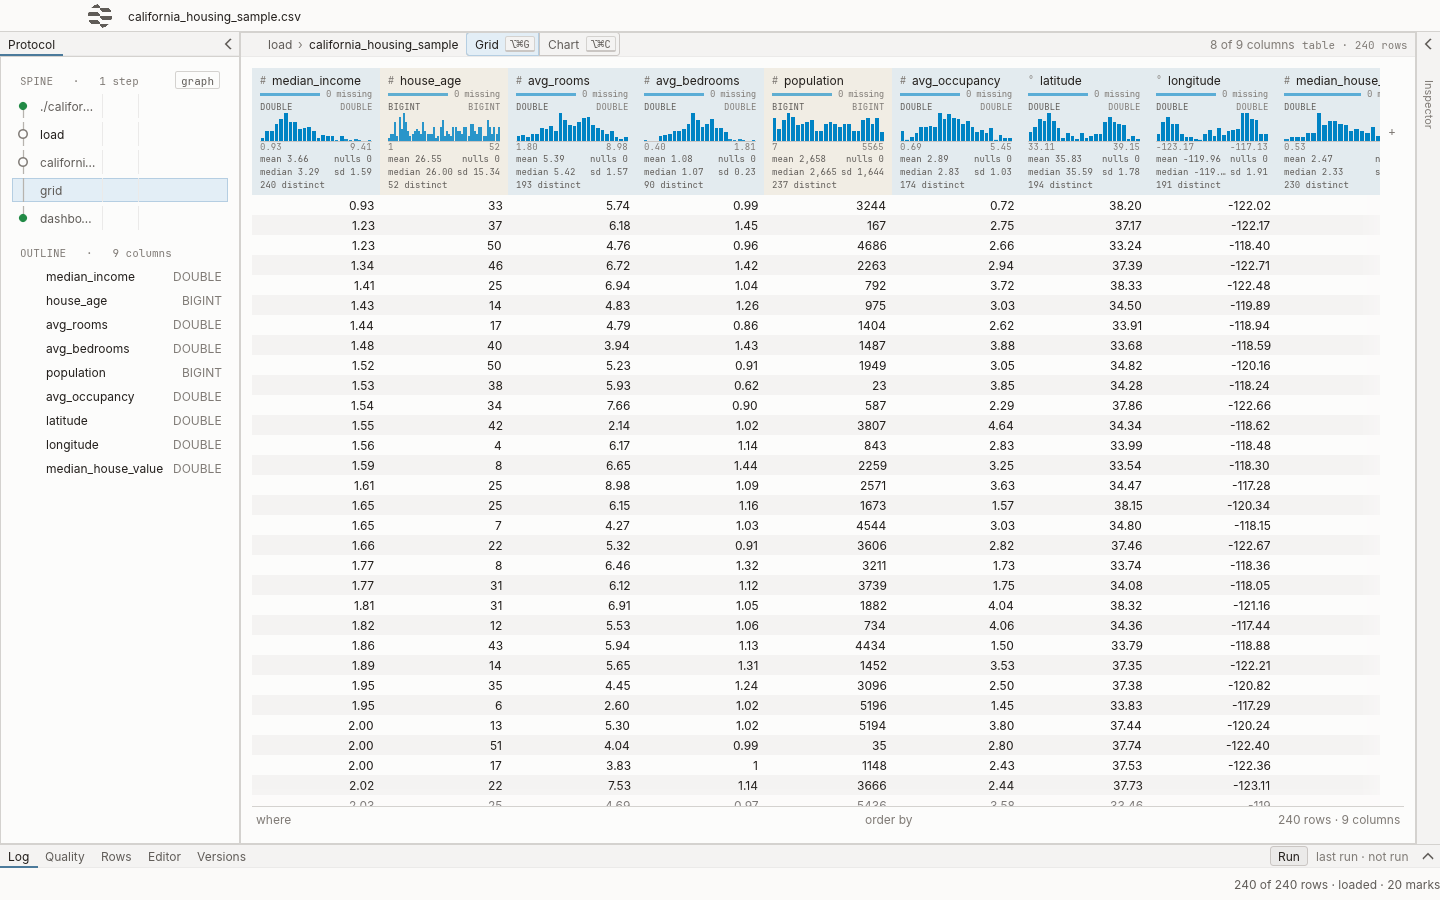 california_housing_sample.csv
Protocol
load › california_housing_sample Grid ⌥⌘G Chart ⌥⌘C 8 of 9 columns table · 240 rows
SPINE · 1 step graph
./califor...
load
californi...
grid
dashbo...
OUTLINE · 9 columns
median_income DOUBLE
house_age BIGINT
avg_rooms DOUBLE
avg_bedrooms DOUBLE
population BIGINT
avg_occupancy DOUBLE
latitude DOUBLE
longitude DOUBLE
median_house_value DOUBLE
# median_income # house_age # avg_rooms # avg_bedrooms # population # avg_occupancy ° latitude ° longitude # median_house_
0 missing 0 missing 0 missing 0 missing 0 missing 0 missing 0 missing 0 missing 0 m
DOUBLE DOUBLE BIGINT BIGINT DOUBLE DOUBLE DOUBLE DOUBLE BIGINT BIGINT DOUBLE DOUBLE DOUBLE DOUBLE DOUBLE DOUBLE DOUBLE
0.93 9.41 1 52 1.80 8.98 0.40 1.81 7 5565 0.69 5.45 33.11 39.15 -123.17 -117.13 0.53
mean 3.66 nulls 0 mean 26.55 nulls 0 mean 5.39 nulls 0 mean 1.08 nulls 0 mean 2,658 nulls 0 mean 2.89 nulls 0 mean 35.83 nulls 0 mean -119.96 nulls 0 mean 2.47 n
median 3.29 sd 1.59 median 26.00 sd 15.34 median 5.42 sd 1.57 median 1.07 sd 0.23 median 2,665 sd 1,644 median 2.83 sd 1.03 median 35.59 sd 1.78 median -119.… sd 1.91 median 2.33 s
240 distinct 52 distinct 193 distinct 90 distinct 237 distinct 174 distinct 194 distinct 191 distinct 230 distinct
0.93 33 5.74 0.99 3244 0.72 38.20 -122.02
1.23 37 6.18 1.45 167 2.75 37.17 -122.17
1.23 50 4.76 0.96 4686 2.66 33.24 -118.40
1.34 46 6.72 1.42 2263 2.94 37.39 -122.71
1.41 25 6.94 1.04 792 3.72 38.33 -122.48
1.43 14 4.83 1.26 975 3.03 34.50 -119.89
1.44 17 4.79 0.86 1404 2.62 33.91 -118.94
1.48 40 3.94 1.43 1487 3.88 33.68 -118.59
1.52 50 5.23 0.91 1949 3.05 34.82 -120.16
1.53 38 5.93 0.62 23 3.85 34.28 -118.24
1.54 34 7.66 0.90 587 2.29 37.86 -122.66
1.55 42 2.14 1.02 3807 4.64 34.34 -118.62
1.56 4 6.17 1.14 843 2.83 33.99 -118.48
1.59 8 6.65 1.44 2259 3.25 33.54 -118.30
1.61 25 8.98 1.09 2571 3.63 34.47 -117.28
1.65 25 6.15 1.16 1673 1.57 38.15 -120.34
1.65 7 4.27 1.03 4544 3.03 34.80 -118.15
1.66 22 5.32 0.91 3606 2.82 37.46 -122.67
1.77 8 6.46 1.32 3211 1.73 33.74 -118.36
1.77 31 6.12 1.12 3739 1.75 34.08 -118.05
1.81 31 6.91 1.05 1882 4.04 38.32 -121.16
1.82 12 5.53 1.06 734 4.06 34.36 -117.44
1.86 43 5.94 1.13 4434 1.50 33.79 -118.88
1.89 14 5.65 1.31 1452 3.53 37.35 -122.21
1.95 35 4.45 1.24 3096 2.50 37.38 -120.82
1.95 6 2.60 1.02 5196 1.45 33.83 -117.29
2.00 13 5.30 1.02 5194 3.80 37.44 -120.24
2.00 51 4.04 0.99 35 2.80 37.74 -122.40
2.00 17 3.83 1 1148 2.43 37.53 -122.36
2.02 22 7.53 1.14 3666 2.44 37.73 -123.11
2.03 25 4.69 0.97 5436 3.58 33.46 -119
+
Inspector
where order by 240 rows · 9 columns
Log Quality Rows Editor Versions Run last run · not run
240 of 240 rows · loaded · 20 marks